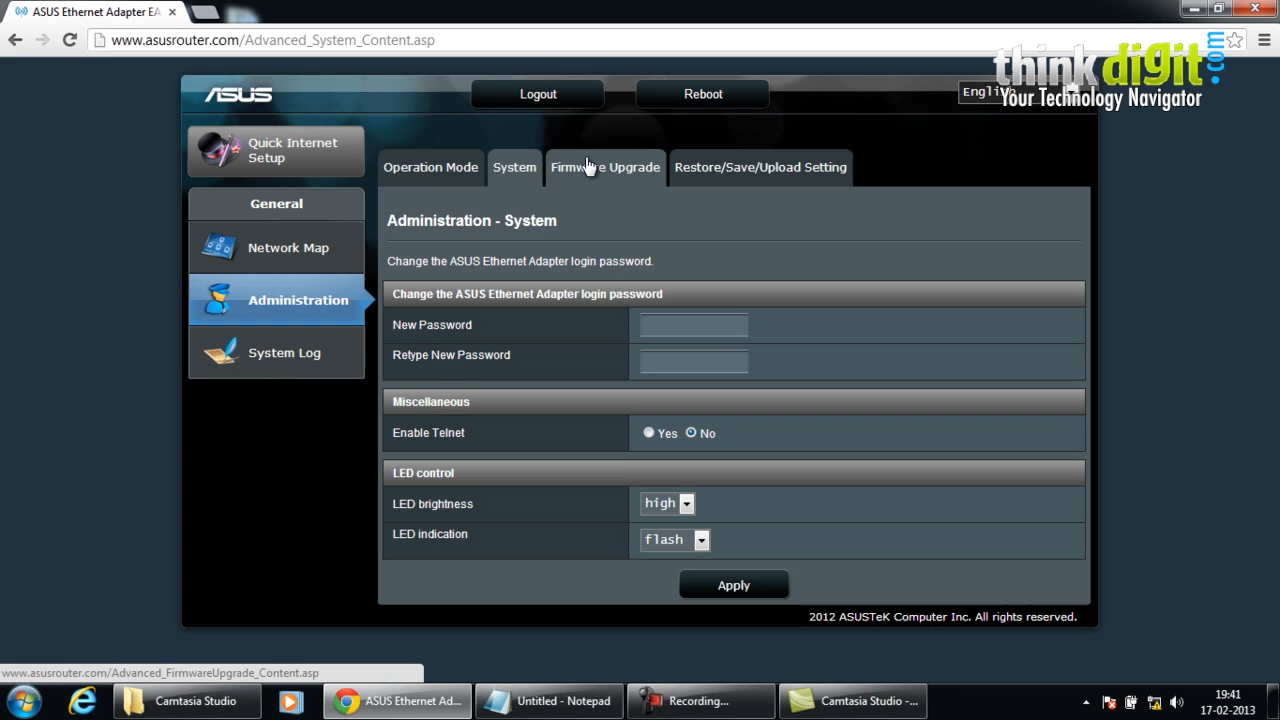 ASUS Ethernet Adapter EA
www.asusrouter.com/Advanced_System_Content.asp
thinkdigit.com
Your Technology Navigator
ASUS
Logout
Reboot
English
Quick Internet
Setup
General
Network Map
Administration
System Log
Operation Mode
System
Firmware Upgrade
Restore/Save/Upload Setting
Administration - System
Change the ASUS Ethernet Adapter login password.
Change the ASUS Ethernet Adapter login password
New Password
Retype New Password
Miscellaneous
Enable Telnet
Yes
No
LED control
LED brightness
high
LED indication
flash
Apply
2012 ASUSTeK Computer Inc. All rights reserved.
www.asusrouter.com/Advanced_FirmwareUpgrade_Content.asp
Camtasia Studio
ASUS Ethernet Ad...
Untitled - Notepad
Recording...
Camtasia Studio -...
19:41
17-02-2013